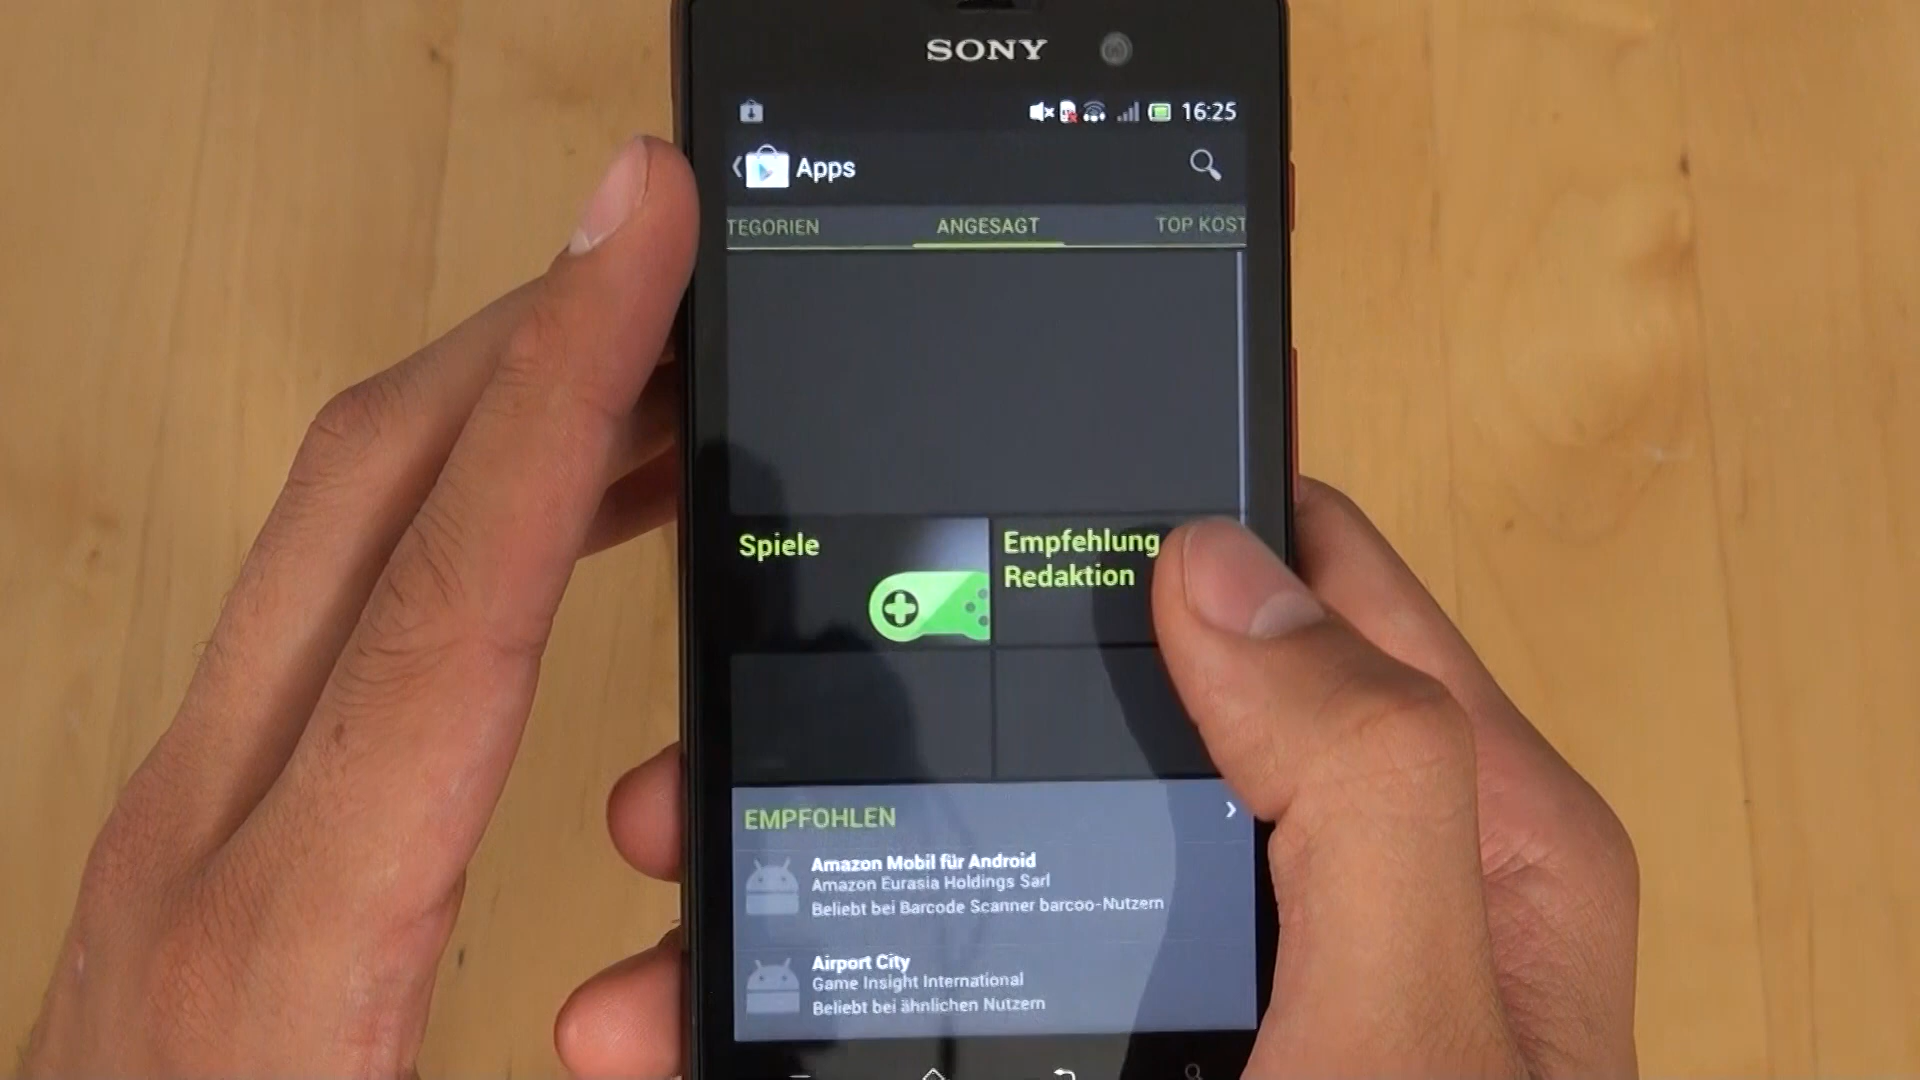 SONY
16:25
Apps
TEGORIEN ANGESAGT TOP KOST
Spiele
Empfehlung
Redaktion
EMPFOHLEN
Amazon Mobil für Android
Amazon Eurasia Holdings Sarl
Beliebt bei Barcode Scanner barcoo-Nutzern
Airport City
Game Insight International
Beliebt bei ähnlichen Nutzern